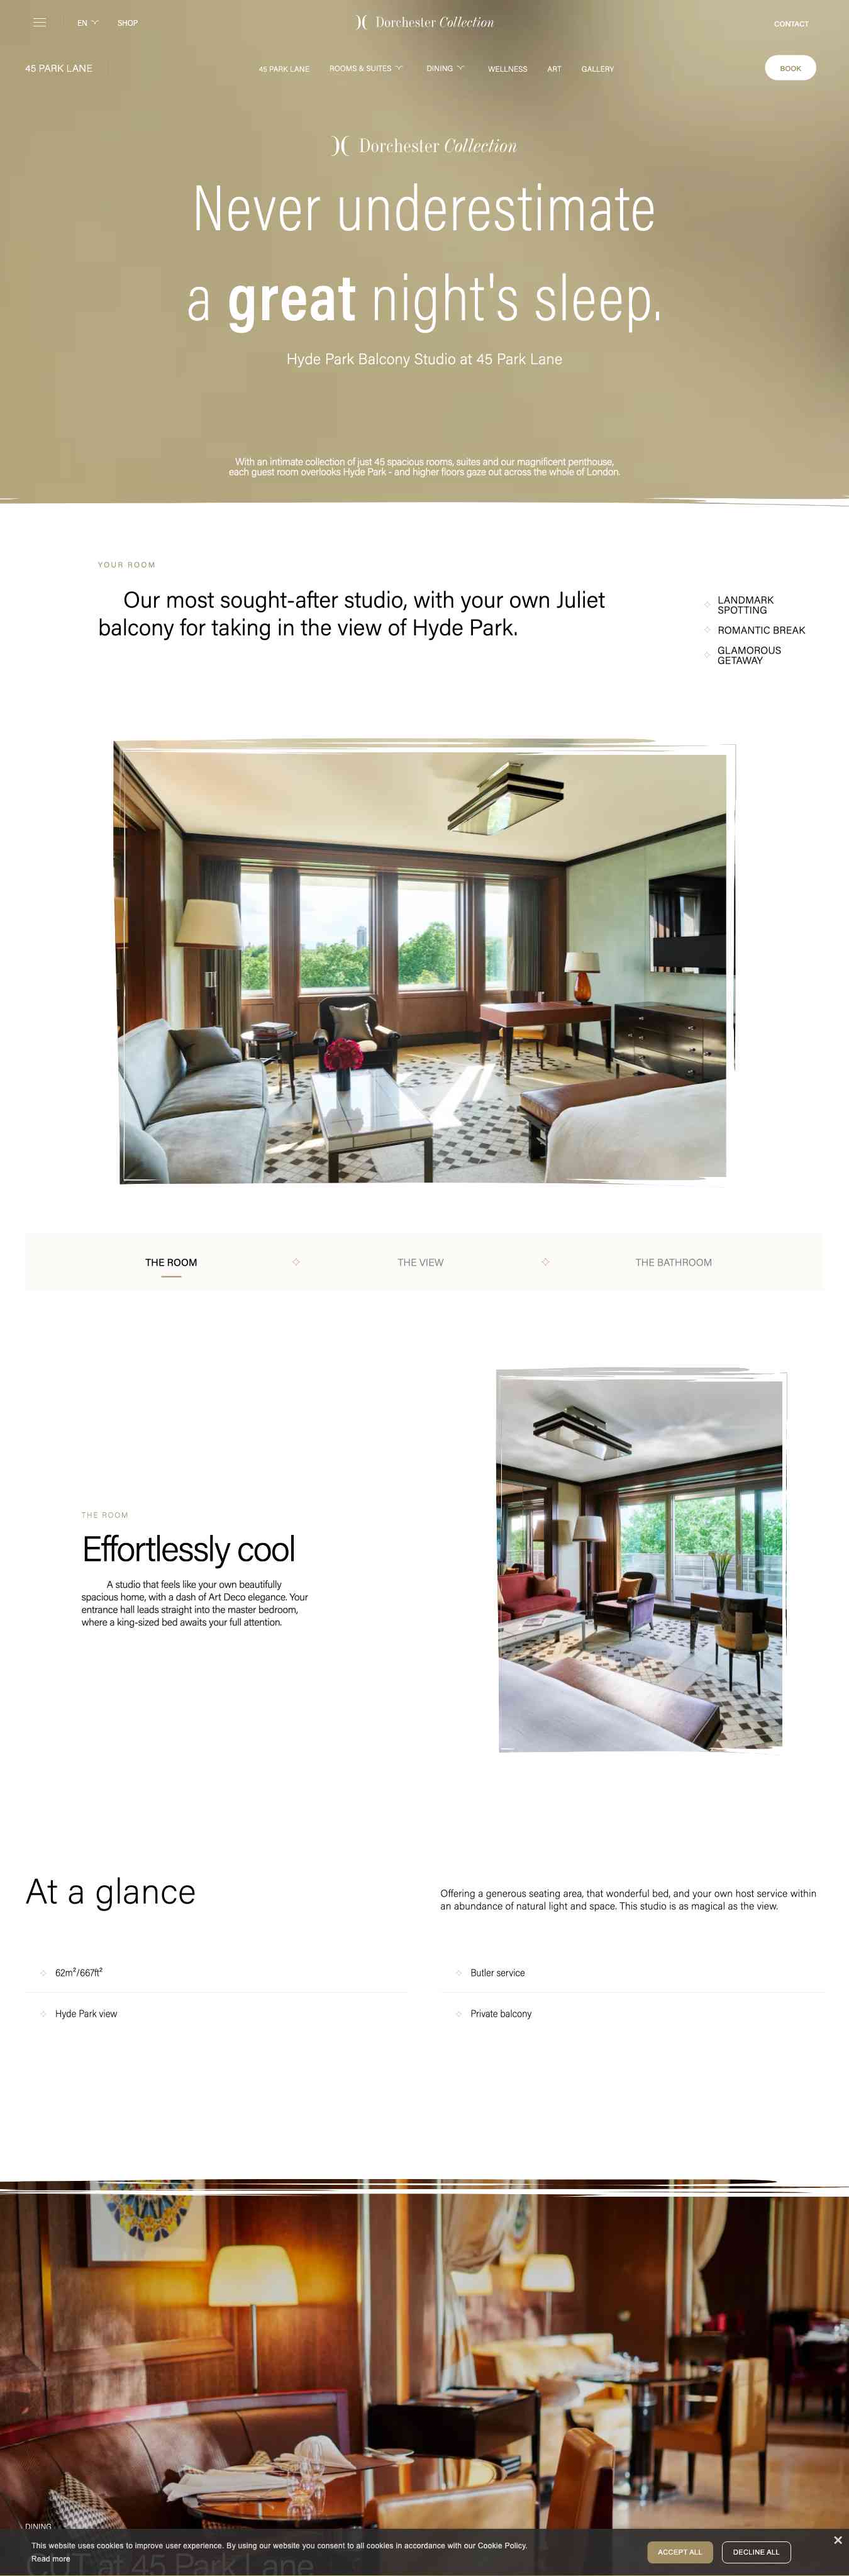 EN
SHOP
Dorchester Collection
CONTACT
45 PARK LANE
45 PARK LANE
ROOMS & SUITES
DINING
WELLNESS
ART
GALLERY
BOOK
Dorchester Collection
Never underestimate
a great night's sleep.
Hyde Park Balcony Studio at 45 Park Lane
With an intimate collection of just 45 spacious rooms, suites and our magnificent penthouse,
each guest room overlooks Hyde Park - and higher floors gaze out across the whole of London.
YOUR ROOM
Our most sought-after studio, with your own Juliet
balcony for taking in the view of Hyde Park.
LANDMARK
SPOTTING
ROMANTIC BREAK
GLAMOROUS
GETAWAY
THE ROOM
THE VIEW
THE BATHROOM
THE ROOM
Effortlessly cool
A studio that feels like your own beautifully
spacious home, with a dash of Art Deco elegance. Your
entrance hall leads straight into the master bedroom,
where a king-sized bed awaits your full attention.
At a glance
Offering a generous seating area, that wonderful bed, and your own host service within
an abundance of natural light and space. This studio is as magical as the view.
62m²/667ft²
Butler service
Hyde Park view
Private balcony
DINING
at 45 Park Lane
This website uses cookies to improve user experience. By using our website you consent to all cookies in accordance with our Cookie Policy.
Read more
ACCEPT ALL
DECLINE ALL